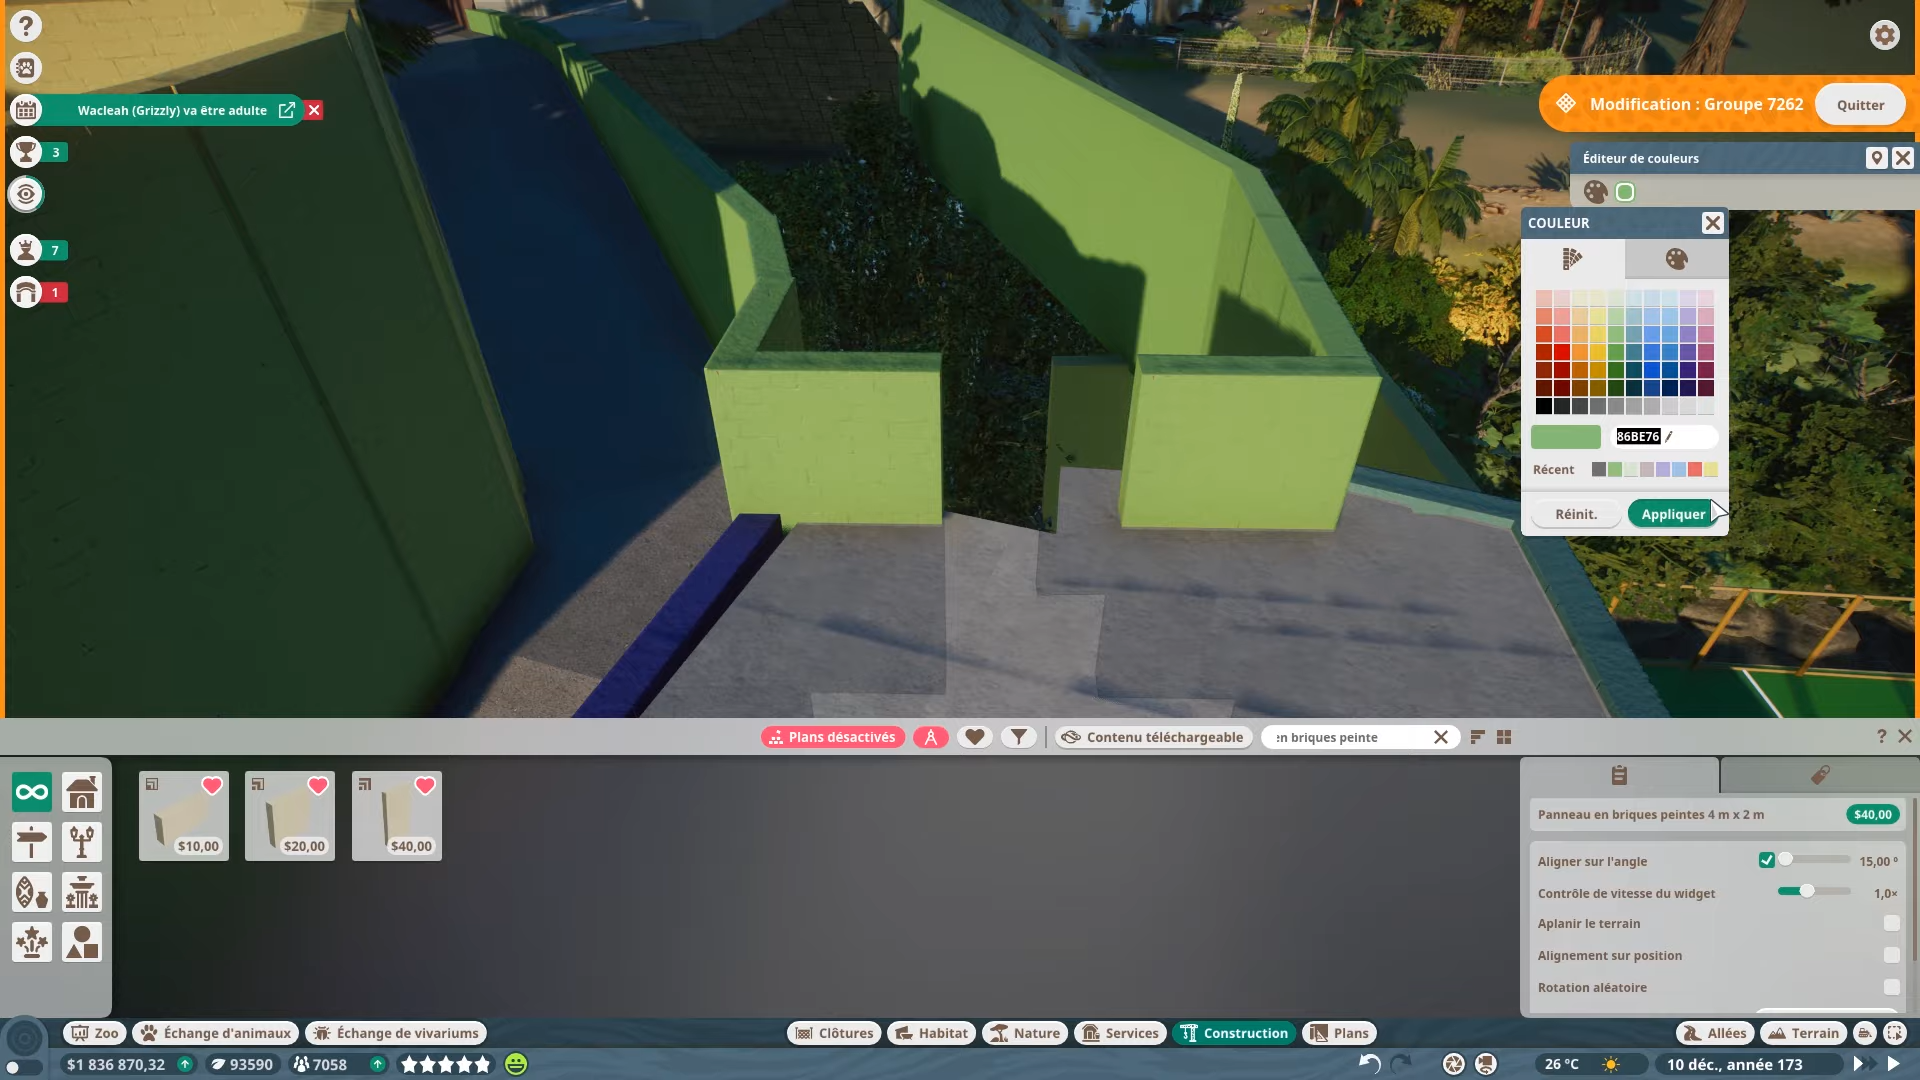 Wacleah (Grizzly) va être adulte
3
7
1
Modification : Groupe 7262
Quitter
Éditeur de couleurs
COULEUR
86BE76
Récent
Réinit.
Appliquer
Plans désactivés
Contenu téléchargeable
en briques peinte
?
$10,00
$20,00
$40,00
Panneau en briques peintes 4 m x 2 m
$40,00
Aligner sur l'angle
15,00 °
Contrôle de vitesse du widget
1,0×
Aplanir le terrain
Alignement sur position
Rotation aléatoire
Zoo
Échange d'animaux
Échange de vivariums
Clôtures
Habitat
Nature
Services
Construction
Plans
Allées
Terrain
$1 836 870,32
93590
7058
26 °C
10 déc., année 173